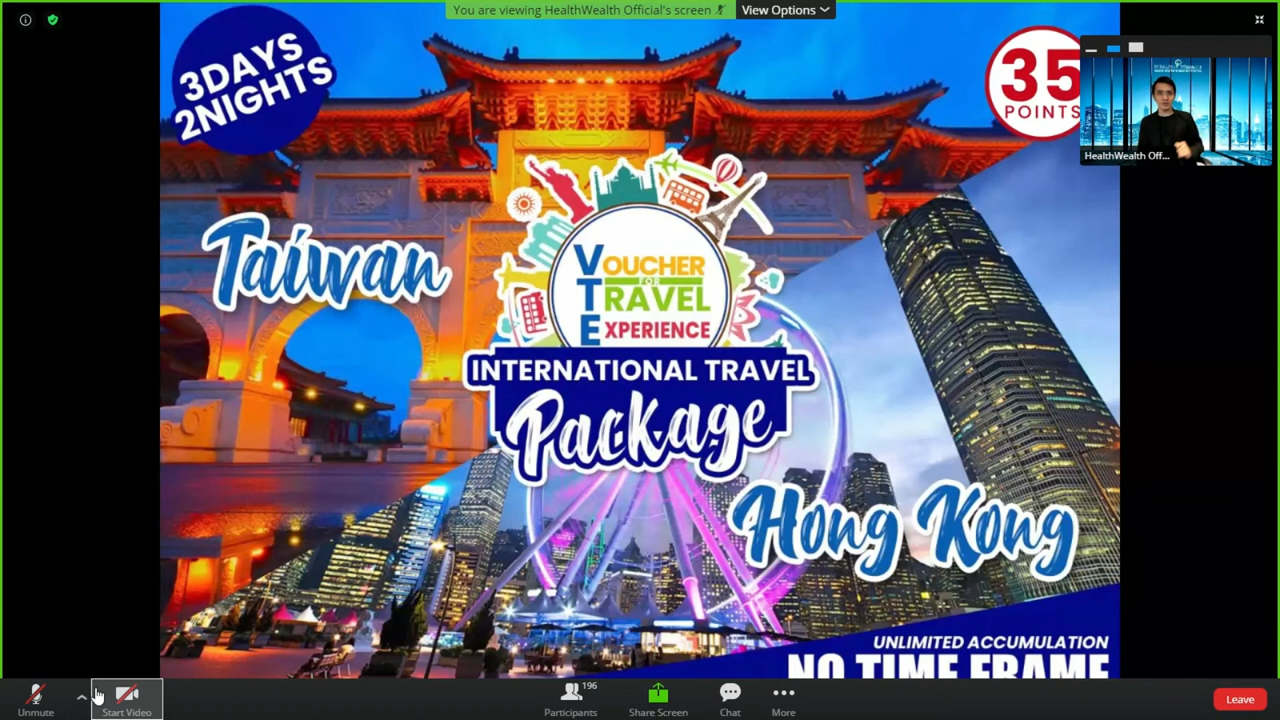 You are viewing HealthWealth Official's screen
View Options
3DAYS
2NIGHTS
35
POINTS
HealthWealth Off...
Taiwan
VOUCHER
FOR
TRAVEL
EXPERIENCE
INTERNATIONAL TRAVEL
Package
Hong Kong
UNLIMITED ACCUMULATION
NO TIME FRAME
Unmute
Start Video
196
Participants
Share Screen
Chat
More
Leave